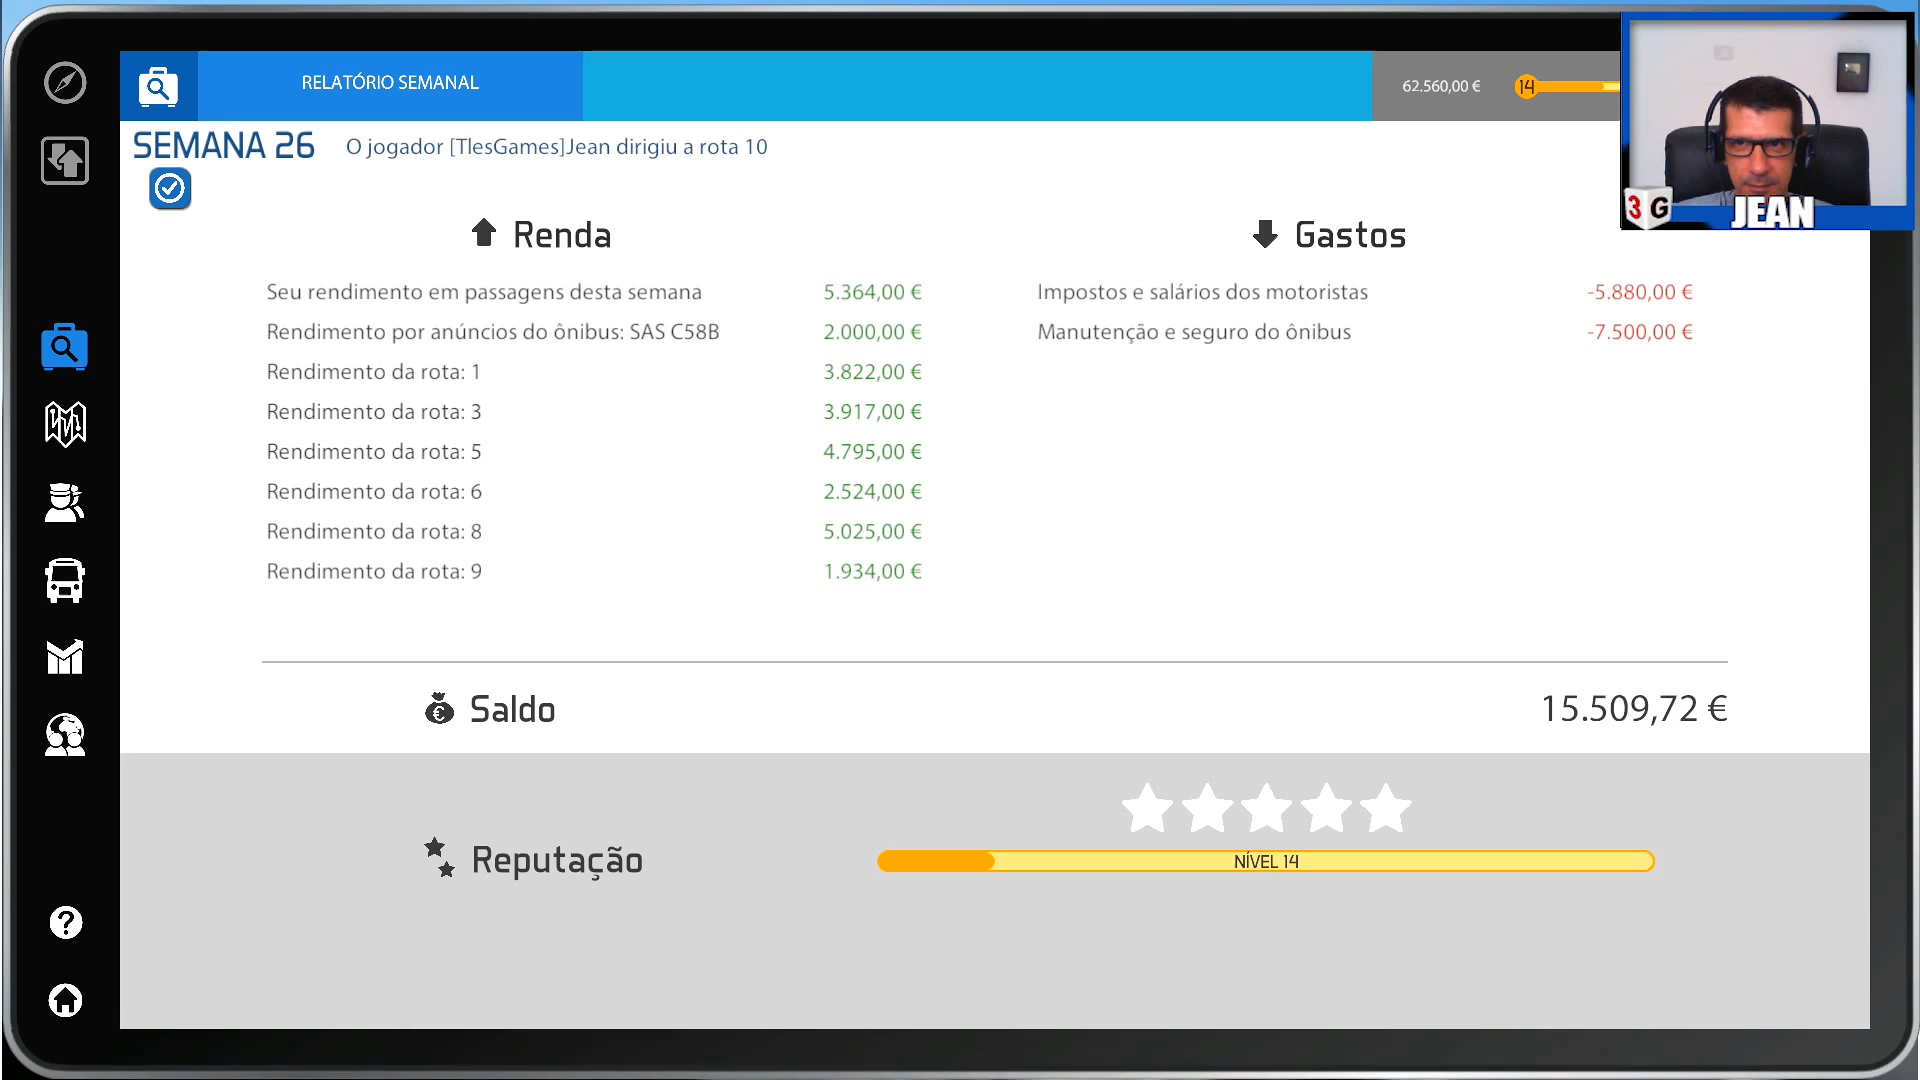 RELATÓRIO SEMANAL
62.560,00 €
14
SEMANA 26
O jogador [TlesGames]Jean dirigiu a rota 10
Renda
Seu rendimento em passagens desta semana 5.364,00 €
Rendimento por anúncios do ônibus: SAS C58B 2.000,00 €
Rendimento da rota: 1 3.822,00 €
Rendimento da rota: 3 3.917,00 €
Rendimento da rota: 5 4.795,00 €
Rendimento da rota: 6 2.524,00 €
Rendimento da rota: 8 5.025,00 €
Rendimento da rota: 9 1.934,00 €
Gastos
Impostos e salários dos motoristas -5.880,00 €
Manutenção e seguro do ônibus -7.500,00 €
Saldo 15.509,72 €
Reputação
NÍVEL 14
3 G
JEAN